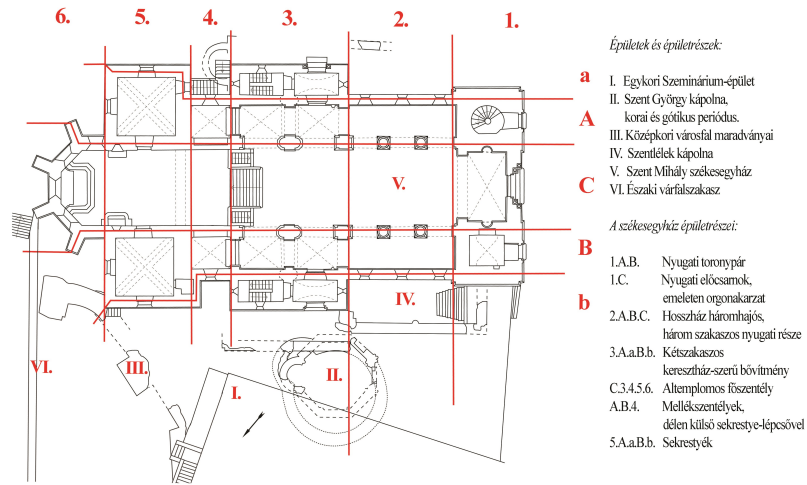 6. 5. 4. 3. 2. 1.
a
A
C
B
b
V.
IV.
VI.
III.
I.
II.
Épületek és épületrészek:
I. Egykori Szeminárium-épület
II. Szent György kápolna,
korai és gótikus periódus.
III. Középkori városfal maradványai
IV. Szentlélek kápolna
V. Szent Mihály székesegyház
VI. Északi várfalszakasz
A székesegyház épületrészei:
1.A.B. Nyugati toronypár
1.C. Nyugati előcsarnok,
emeleten orgonakarzat
2.A.B.C. Hosszház háromhajós,
három szakaszos nyugati része
3.A.a.B.b. Kétszakaszos
keresztház-szerű bővítmény
C.3.4.5.6. Altemplomos főszentély
A.B.4. Mellékszentélyek,
délen külső sekrestye-lépcsővel
5.A.a.B.b. Sekrestyék